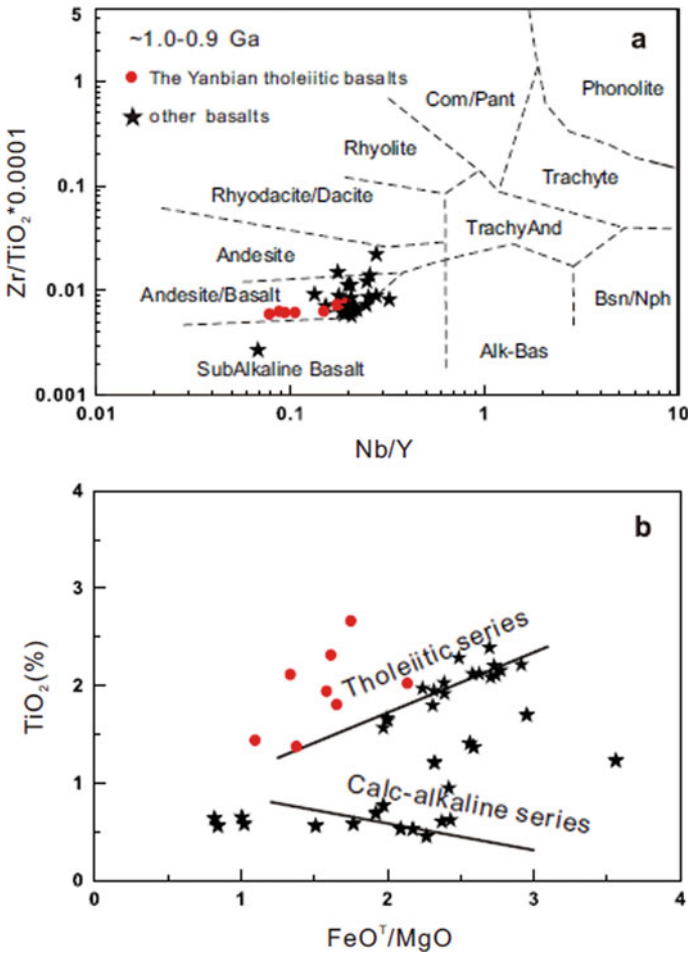 5
~1.0-0.9 Ga
a
The Yanbian tholeiitic basalts
other basalts
1
Com/Pant
Phonolite
Rhyolite
Trachyte
0.1
Rhyodacite/Dacite
TrachyAnd
Andesite
Andesite/Basalt
0.01
Bsn/Nph
SubAlkaline Basalt
Alk-Bas
0.001
0.01
0.1
1
10
Zr/TiO₂*0.0001
Nb/Y
4
b
3
Tholeiitic series
2
1
Calc-alkaline series
0
0
1
2
3
4
TiO₂(%)
FeOᵀ/MgO